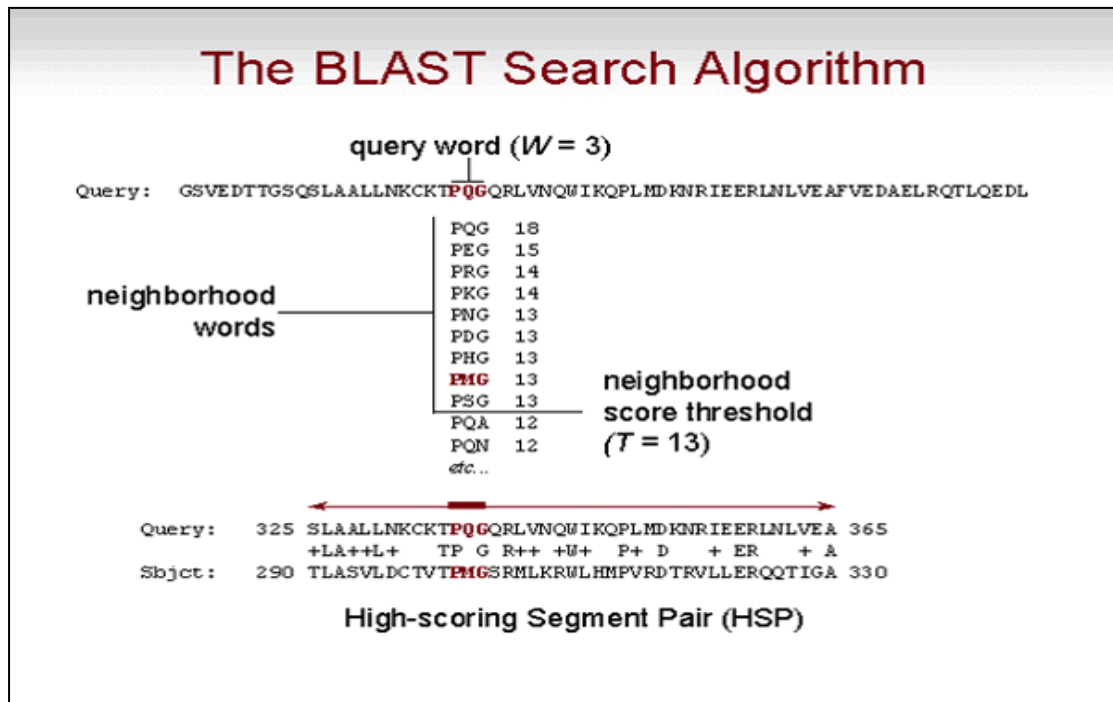 The BLAST Search Algorithm
query word (W = 3)
Query: GSVEDTTGSQSLAALLNKCKTPQGQRLVNQWIKQPLMDKNRIEERLNLVEAFVEDAELRQTLQEDL
PQG 18
PEG 15
PRG 14
PKG 14
PNG 13
PDG 13
PHG 13
PMG 13
PSG 13
PQA 12
PQN 12
etc...
neighborhood
words
neighborhood
score threshold
(T = 13)
Query: 325 SLAALLNKCKTPQGQRLVNQWIKQPLMDKNRIEERLNLVEA 365
+LA++L+ TP G R++ +W+ P+ D + ER + A
Sbjct: 290 TLASVLDCTVTPMGSRMLKRWLHMPVRDTRVLLERQQTIGA 330
High-scoring Segment Pair (HSP)